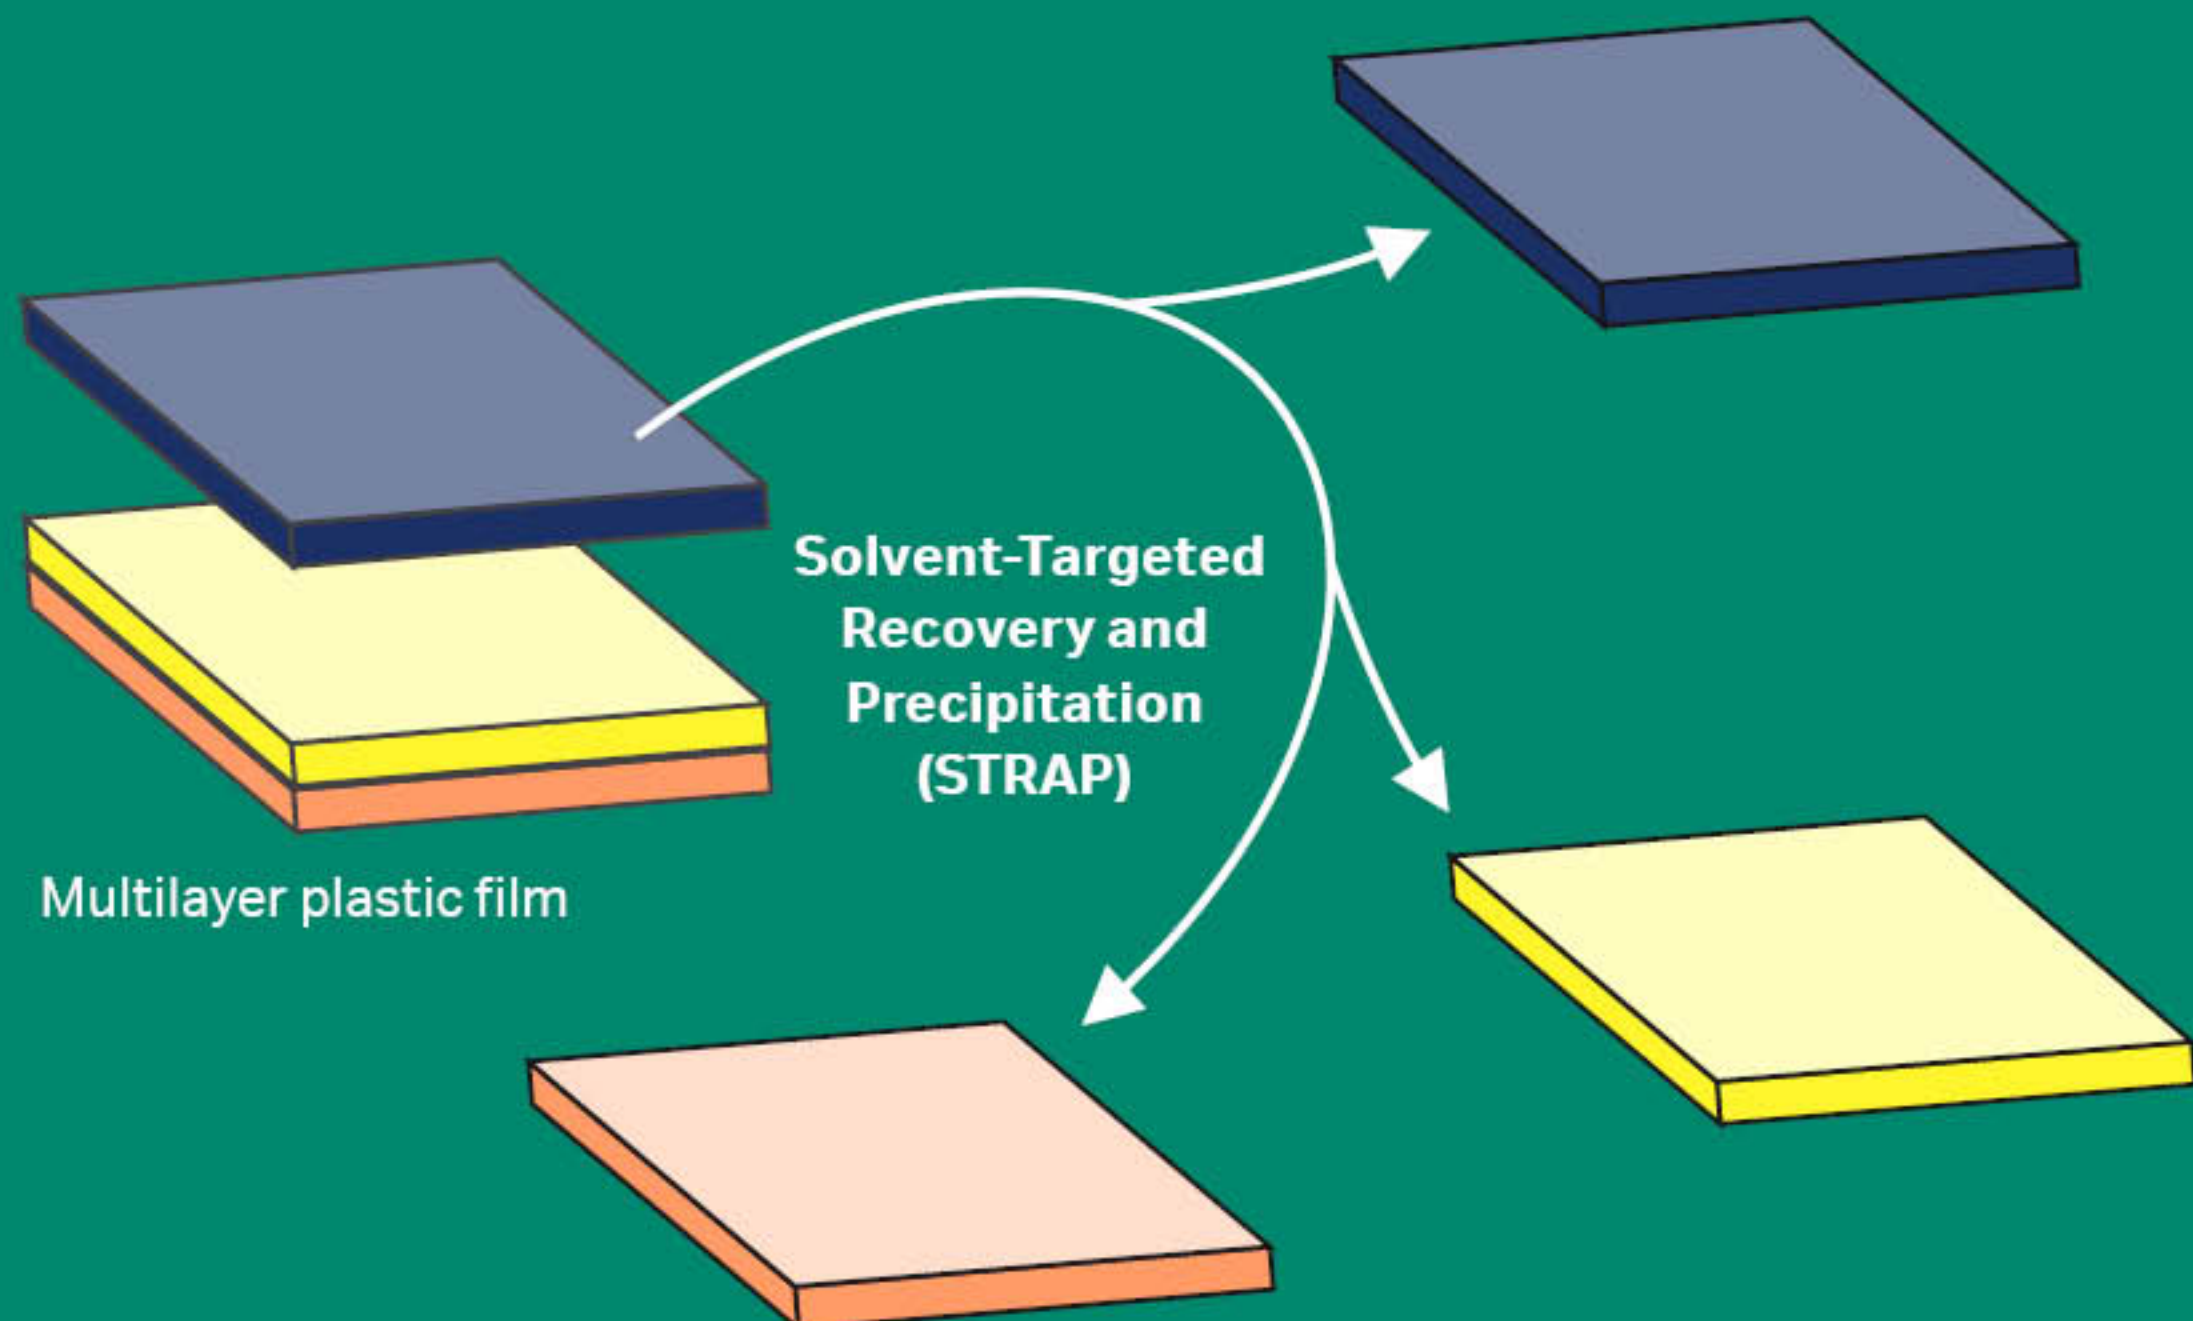 Solvent-Targeted
Recovery and
Precipitation
(STRAP)
Multilayer plastic film